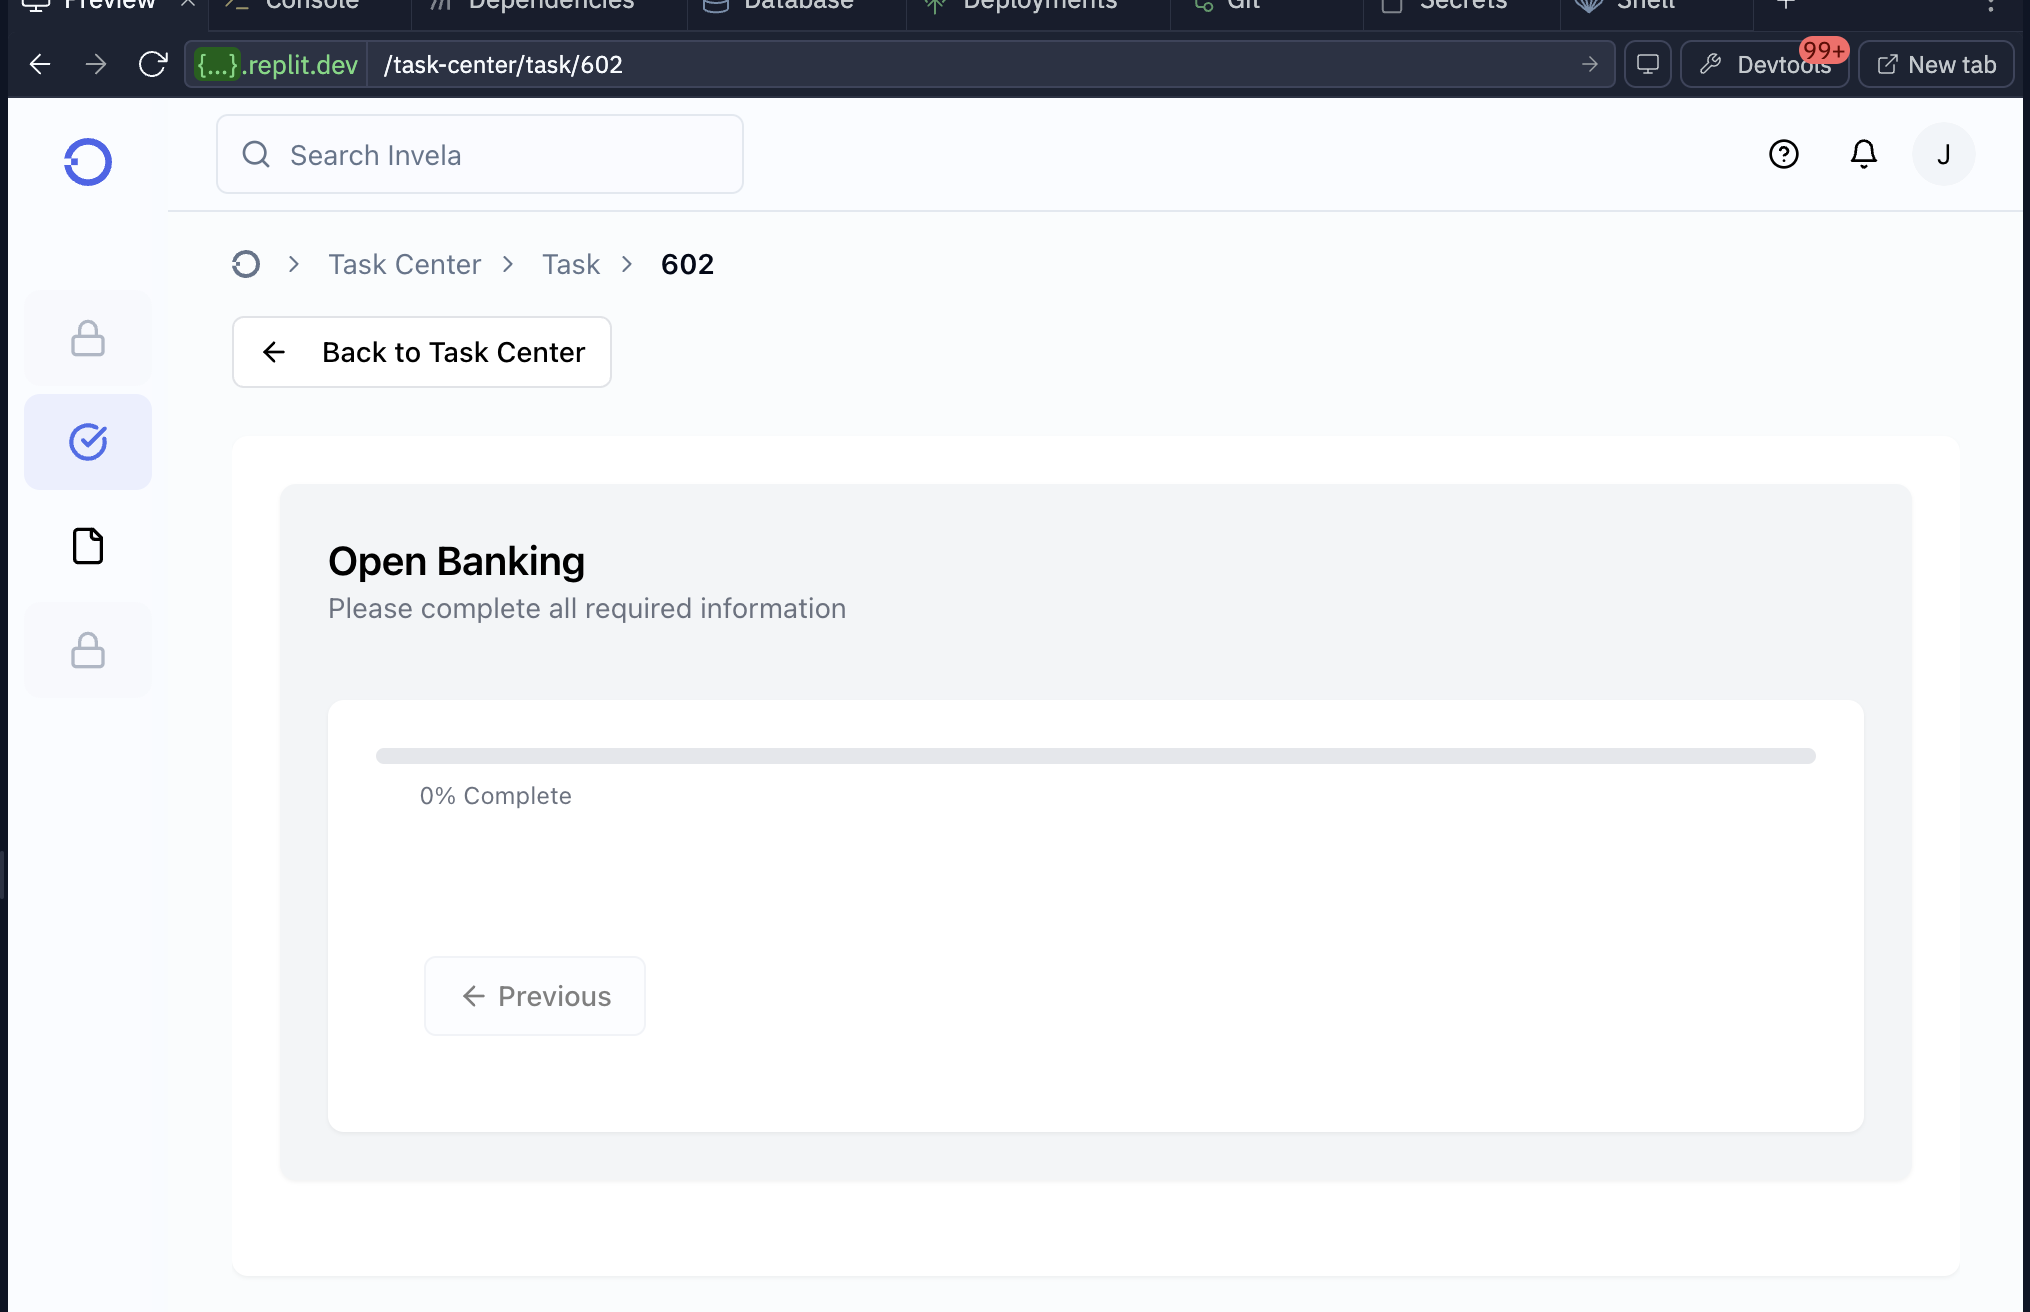 Preview
Console
Dependencies
Database
Deployments
Git
Secrets
Shell
{...}.replit.dev
/task-center/task/602
Devtools
99+
New tab
Search Invela
J
Task Center
Task
602
Back to Task Center
Open Banking
Please complete all required information
0% Complete
Previous